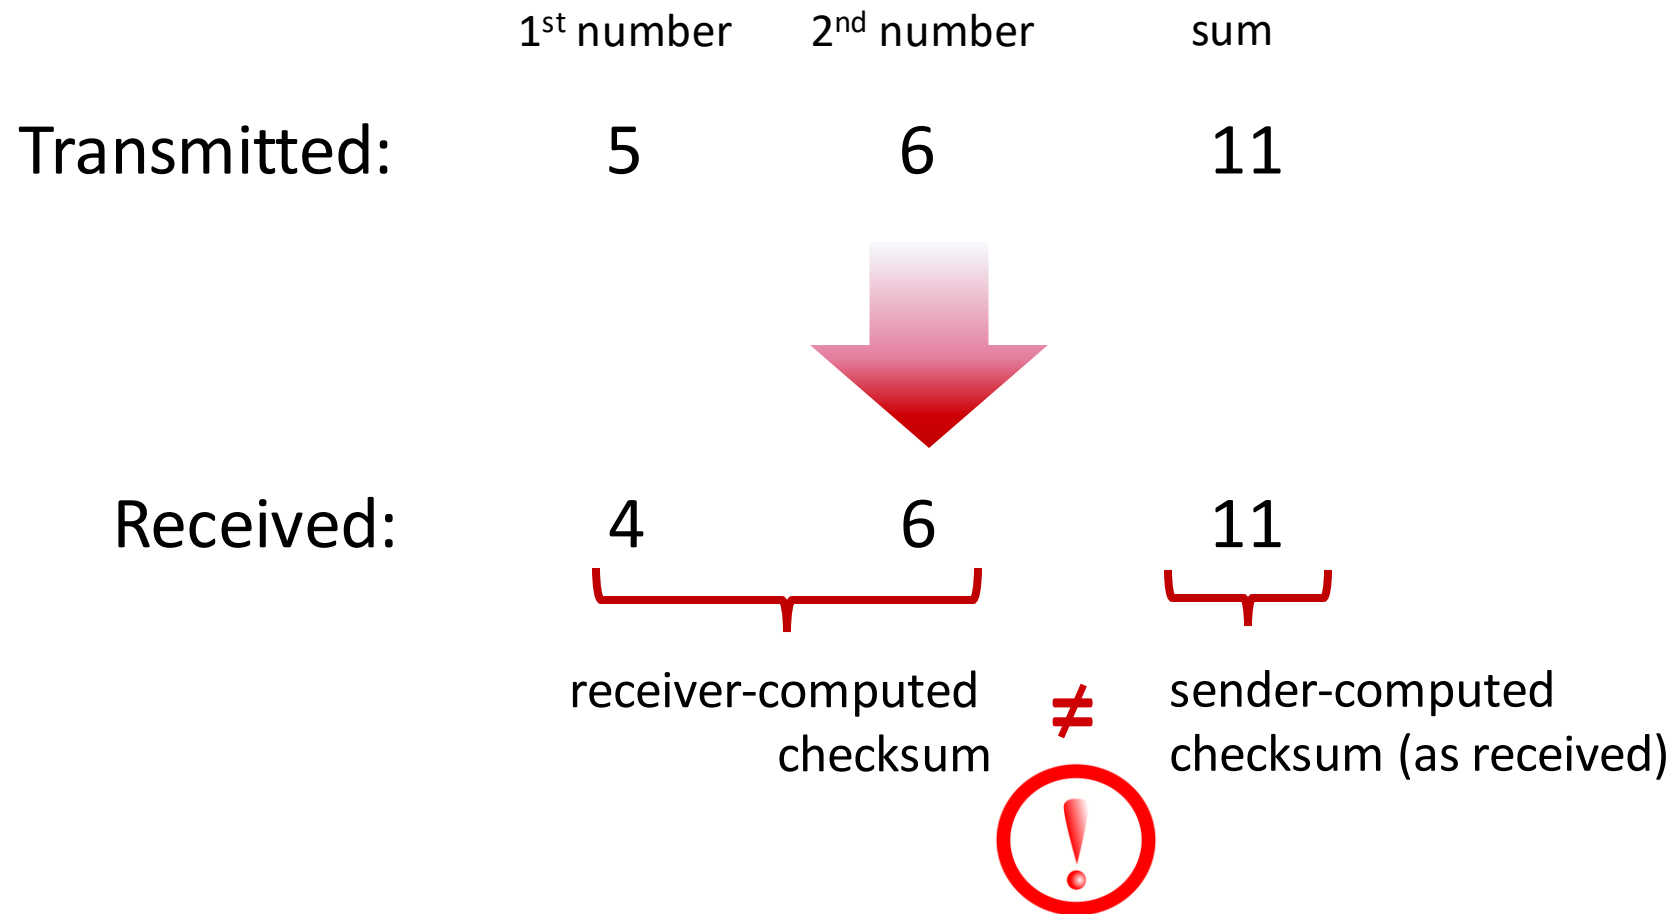 1st number 2nd number sum
Transmitted: 5 6 11
Received: 4 6 11
receiver-computed ≠ sender-computed
checksum checksum (as received)
!